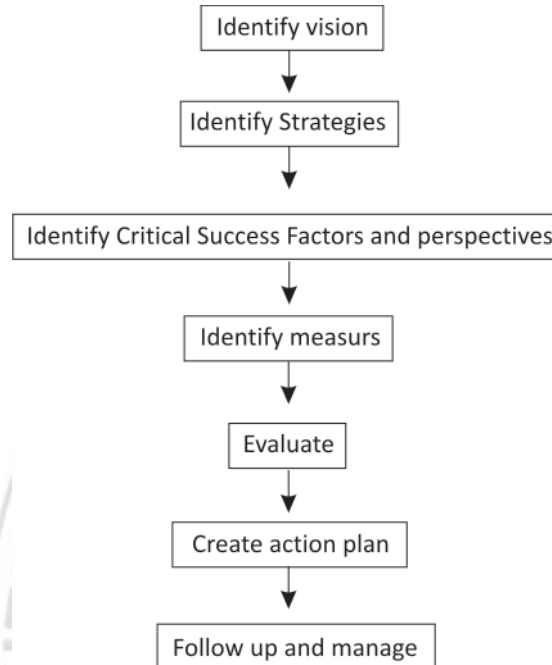 Identify vision
Identify Strategies
Identify Critical Success Factors and perspectives
Identify measurs
Evaluate
Create action plan
Follow up and manage